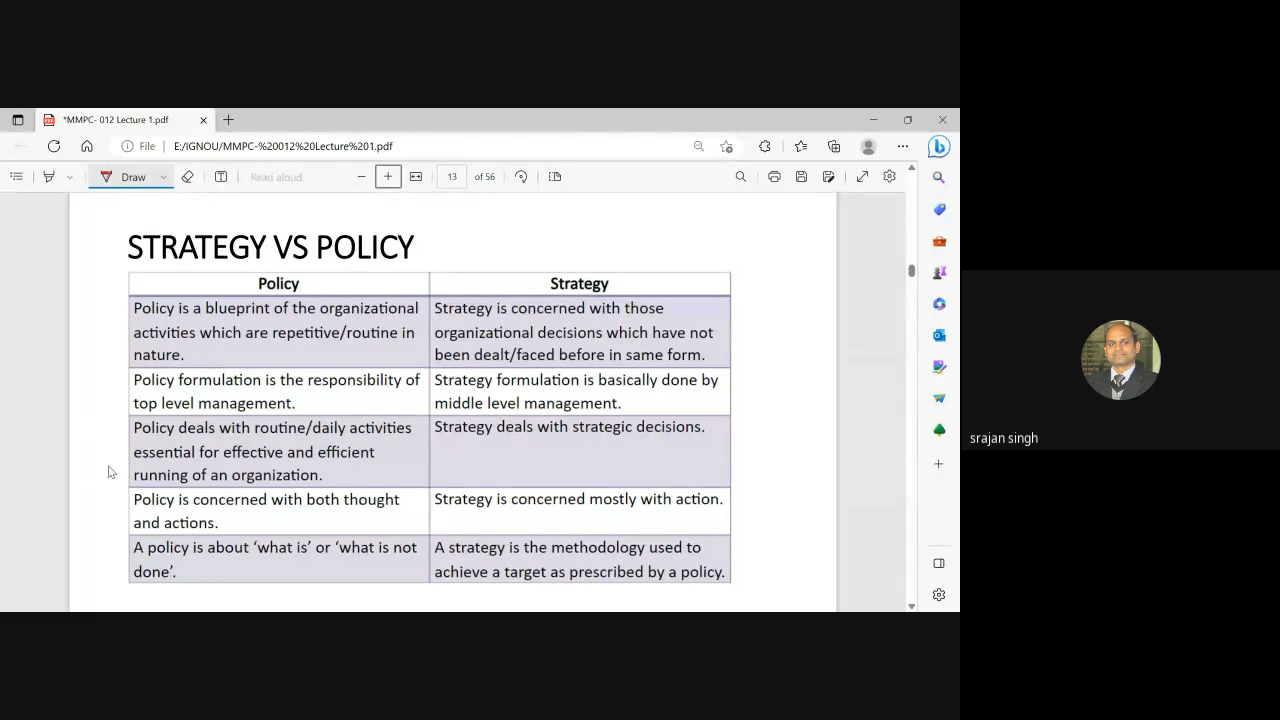 *MMPC- 012 Lecture 1.pdf
File E:/IGNOU/MMPC-%20012%20Lecture%201.pdf
Draw Read aloud 13 of 56
STRATEGY VS POLICY
Policy Strategy
Policy is a blueprint of the organizational Strategy is concerned with those
activities which are repetitive/routine in organizational decisions which have not
nature. been dealt/faced before in same form.
Policy formulation is the responsibility of Strategy formulation is basically done by
top level management. middle level management.
Policy deals with routine/daily activities Strategy deals with strategic decisions.
essential for effective and efficient
running of an organization.
Policy is concerned with both thought Strategy is concerned mostly with action.
and actions.
A policy is about ‘what is’ or ‘what is not A strategy is the methodology used to
done’. achieve a target as prescribed by a policy.
srajan singh